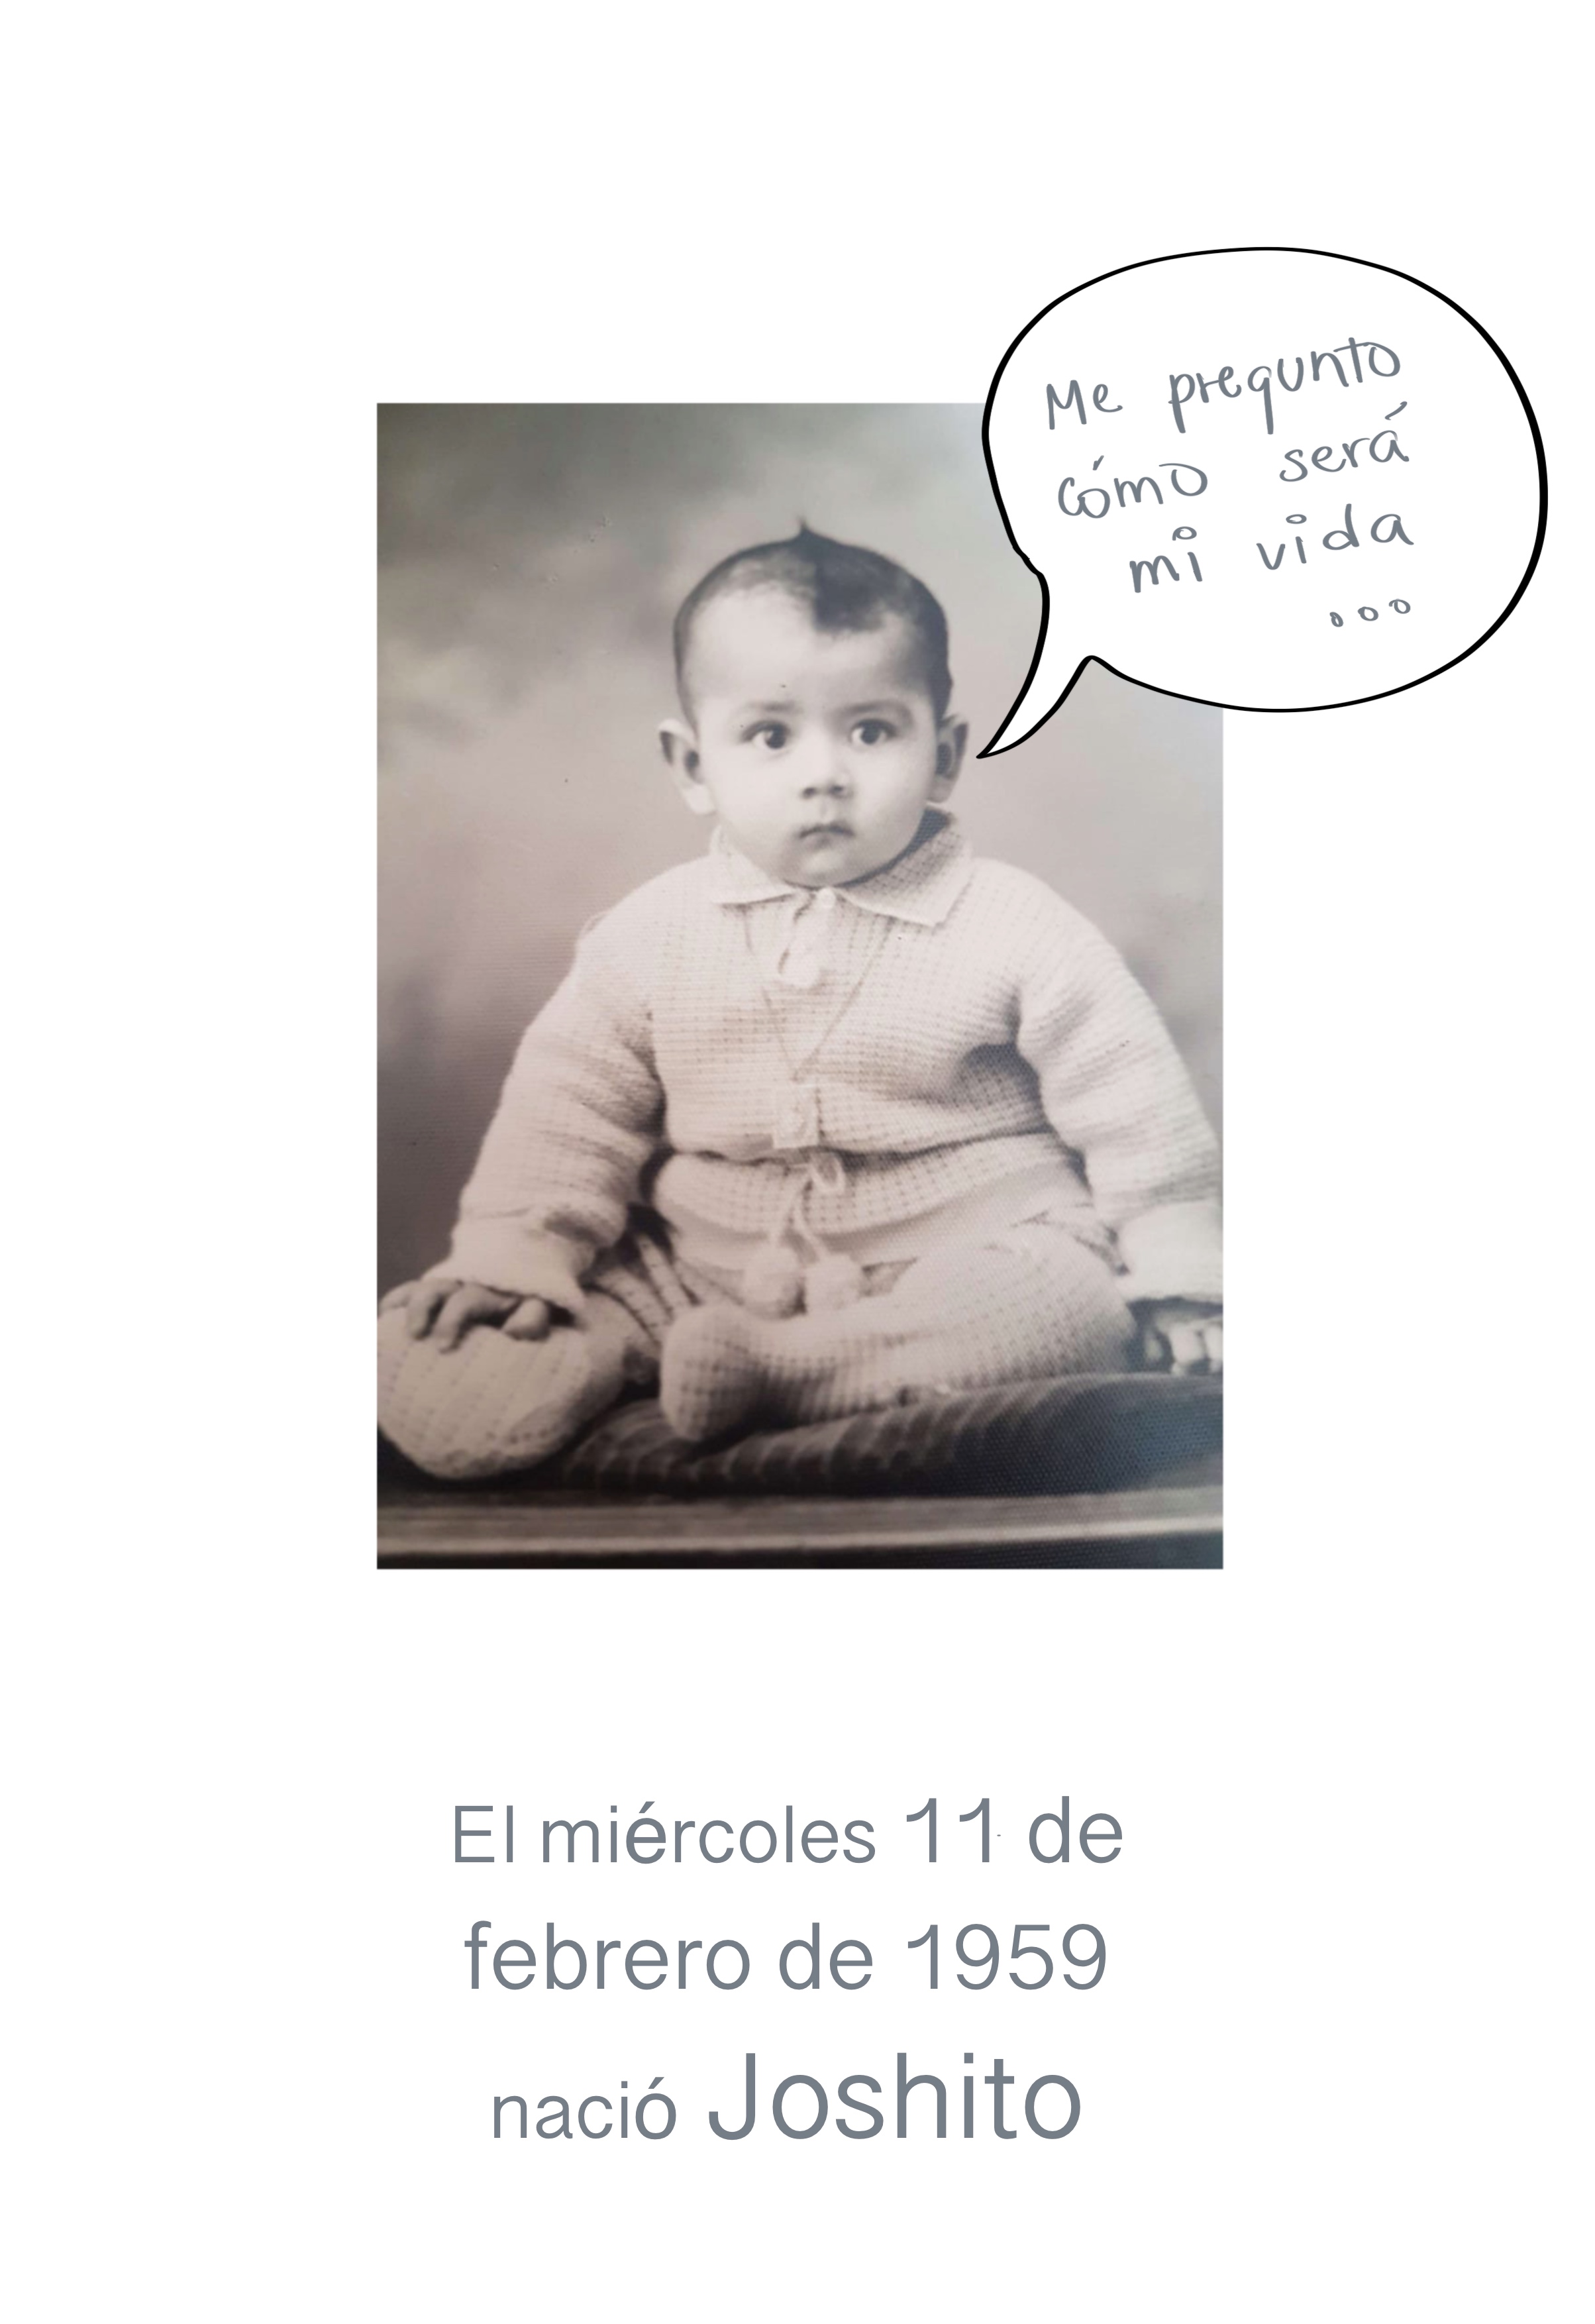 Me pregunto
cómo será
mi vida
...
El miércoles 11 de
febrero de 1959
nació Joshito